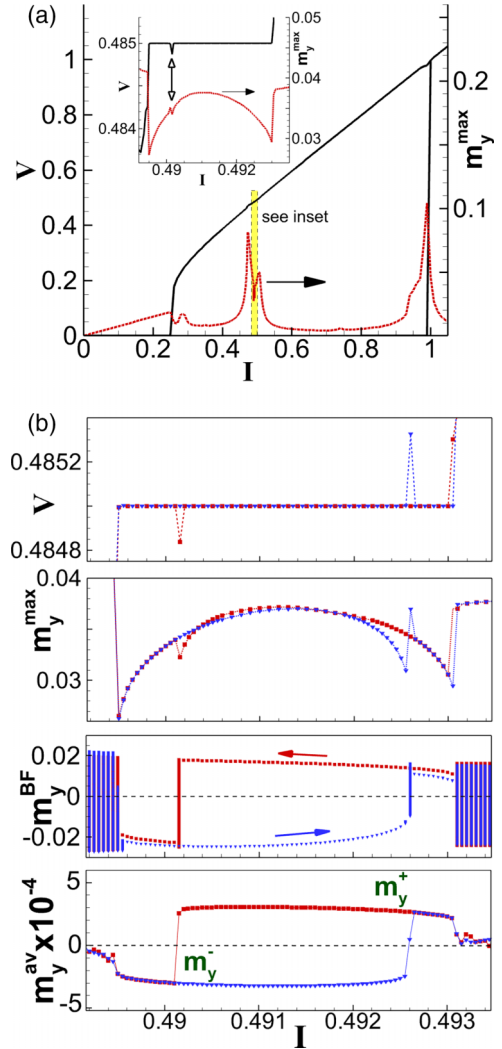 (a)
0.485
0.484
V
0.49
0.492
I
0.05
0.04
0.03
m_y^max
1
0.8
0.6
0.4
0.2
0
V
0.2
0.1
m_y^max
see inset
0
0.2
0.4
0.6
0.8
1
I
(b)
0.4852
0.4848
V
0.04
0.03
m_y^max
0.02
0
-0.02
m_y^BF
5
0
-5
m_y^av x10^-4
m_y^-
m_y^+
0.49
0.491
0.492
0.493
I